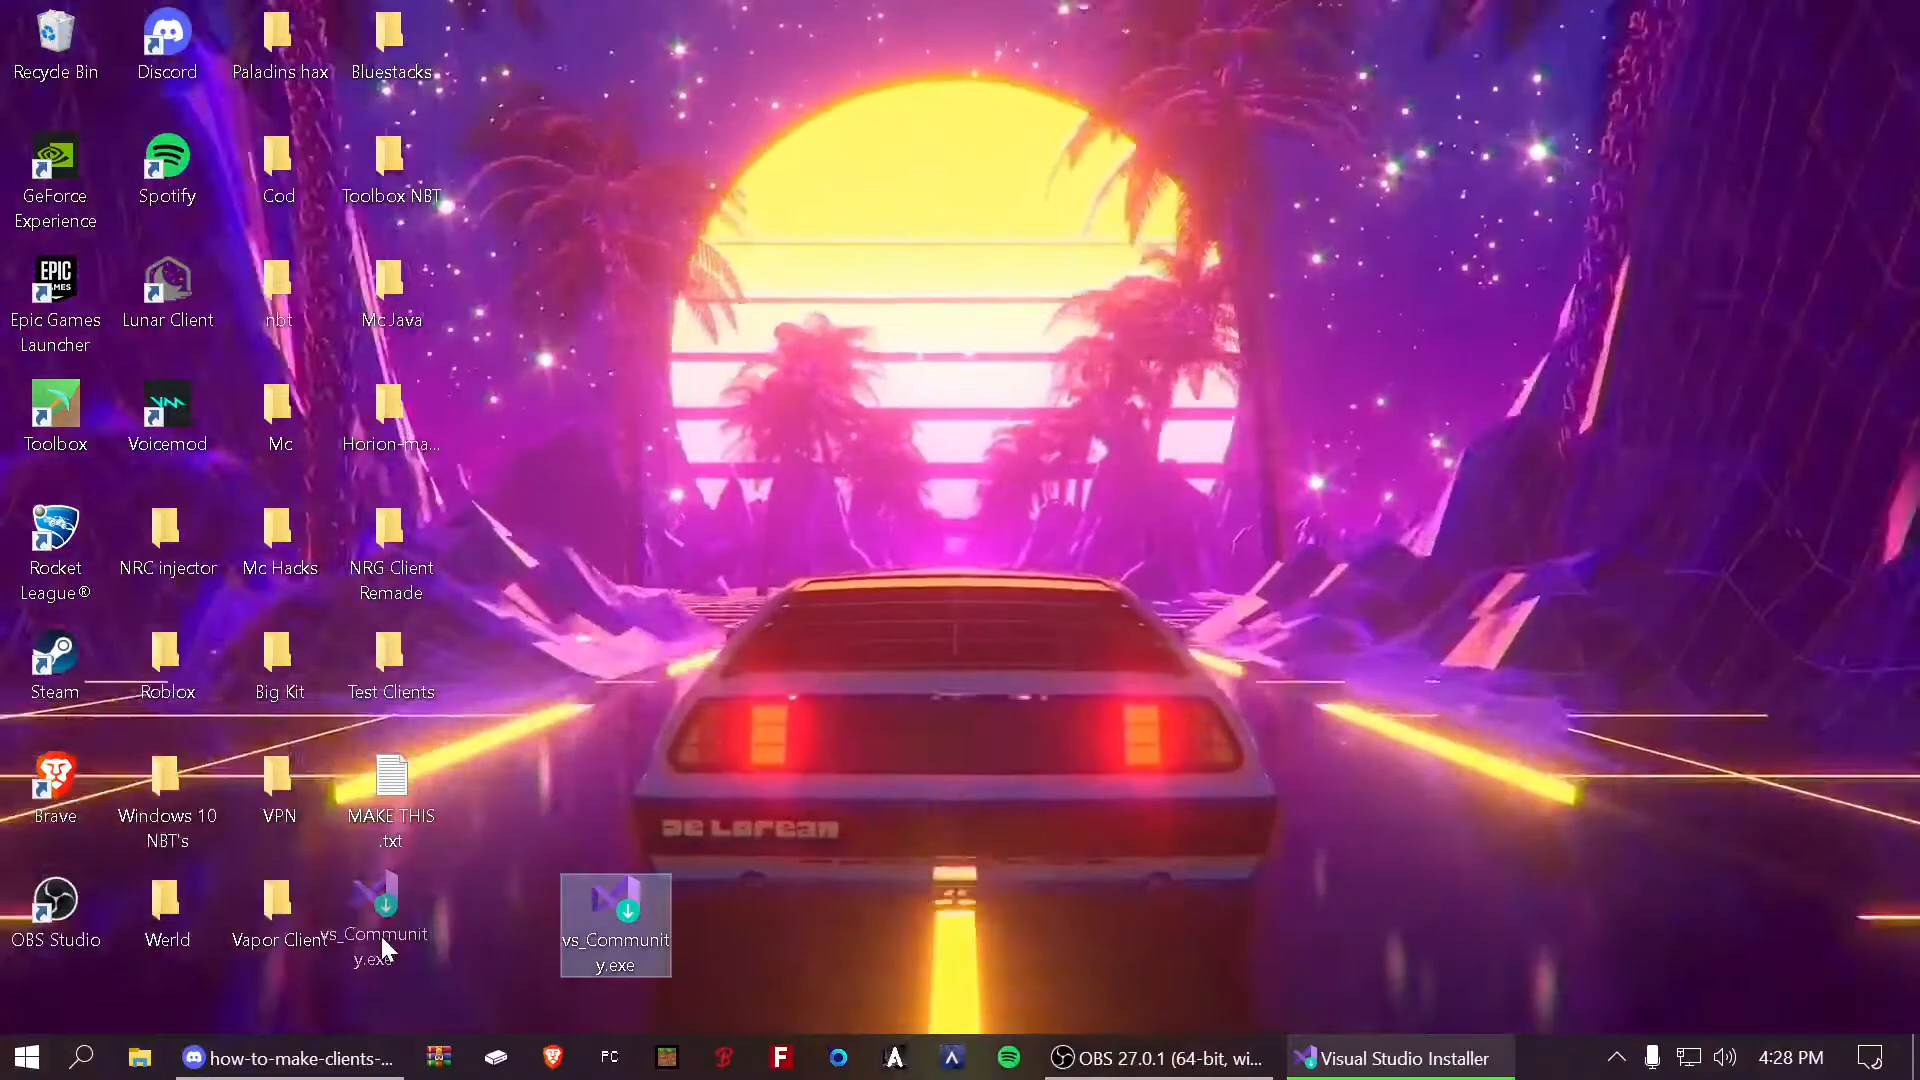 Recycle Bin
Discord
Paladins hax
Bluestacks
GeForce
Experience
Spotify
Cod
Toolbox NBT
EPIC
GAMES
Epic Games
Launcher
Lunar Client
nbt
Mc Java
Toolbox
Voicemod
Mc
Horion-ma...
Rocket
League®
NRC injector
Mc Hacks
NRG Client
Remade
Steam
Roblox
Big Kit
Test Clients
Brave
Windows 10
NBT's
VPN
MAKE THIS
.txt
OBS Studio
Werld
Vapor Client
vs_Communit
y.exe
vs_Communit
y.exe
De Lorean
how-to-make-clients-...
FC
OBS 27.0.1 (64-bit, wi...
Visual Studio Installer
4:28 PM